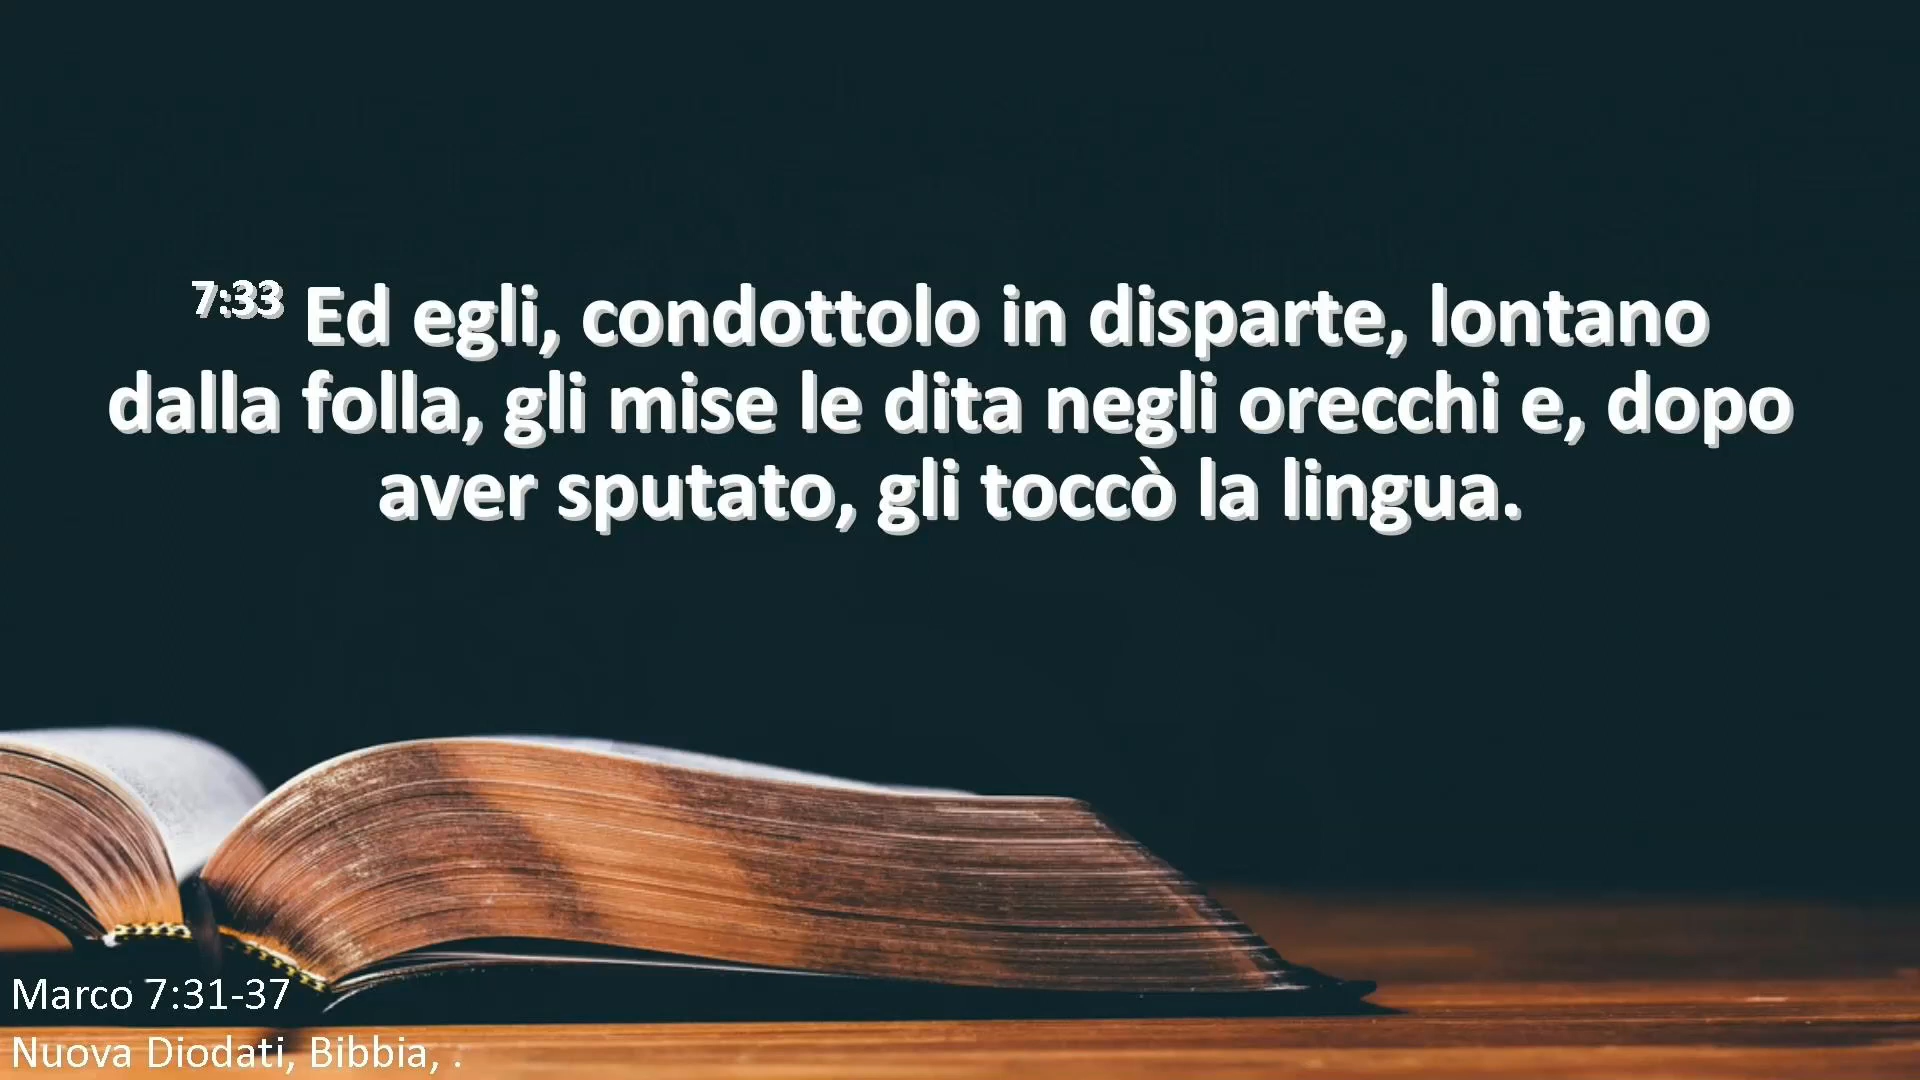 7:33 Ed egli, condottolo in disparte, lontano
dalla folla, gli mise le dita negli orecchi e, dopo
aver sputato, gli toccò la lingua.
Marco 7:31-37
Nuova Diodati, Bibbia, .